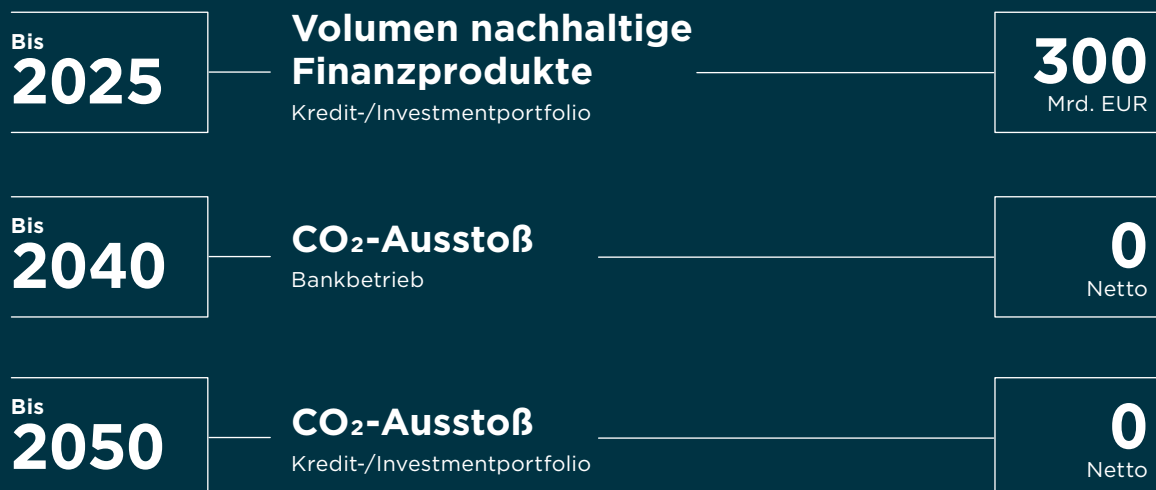 Bis
2025
Volumen nachhaltige
Finanzprodukte
Kredit-/Investmentportfolio
300
Mrd. EUR
Bis
2040
CO₂-Ausstoß
Bankbetrieb
0
Netto
Bis
2050
CO₂-Ausstoß
Kredit-/Investmentportfolio
0
Netto